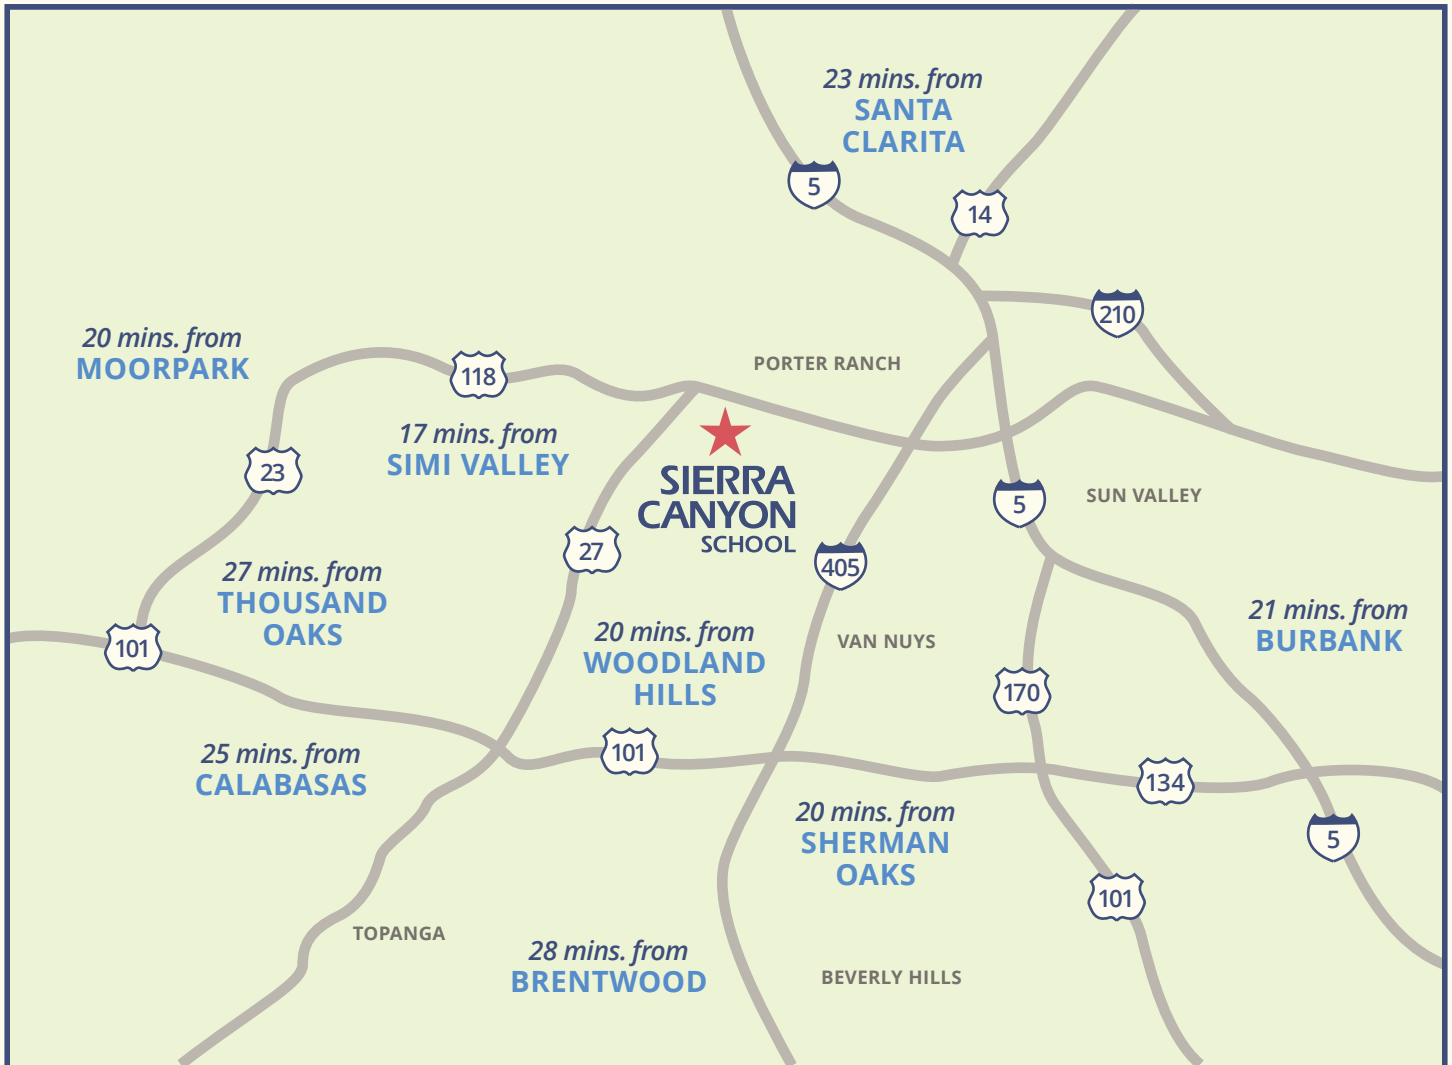 23 mins. from
SANTA
CLARITA
5
14
210
20 mins. from
MOORPARK
118
PORTER RANCH
17 mins. from
SIMI VALLEY
23
SIERRA
CANYON
SCHOOL
5
SUN VALLEY
27
405
27 mins. from
THOUSAND
OAKS
101
20 mins. from
WOODLAND
HILLS
VAN NUYS
21 mins. from
BURBANK
170
25 mins. from
CALABASAS
101
134
20 mins. from
SHERMAN
OAKS
5
101
TOPANGA
28 mins. from
BRENTWOOD
BEVERLY HILLS